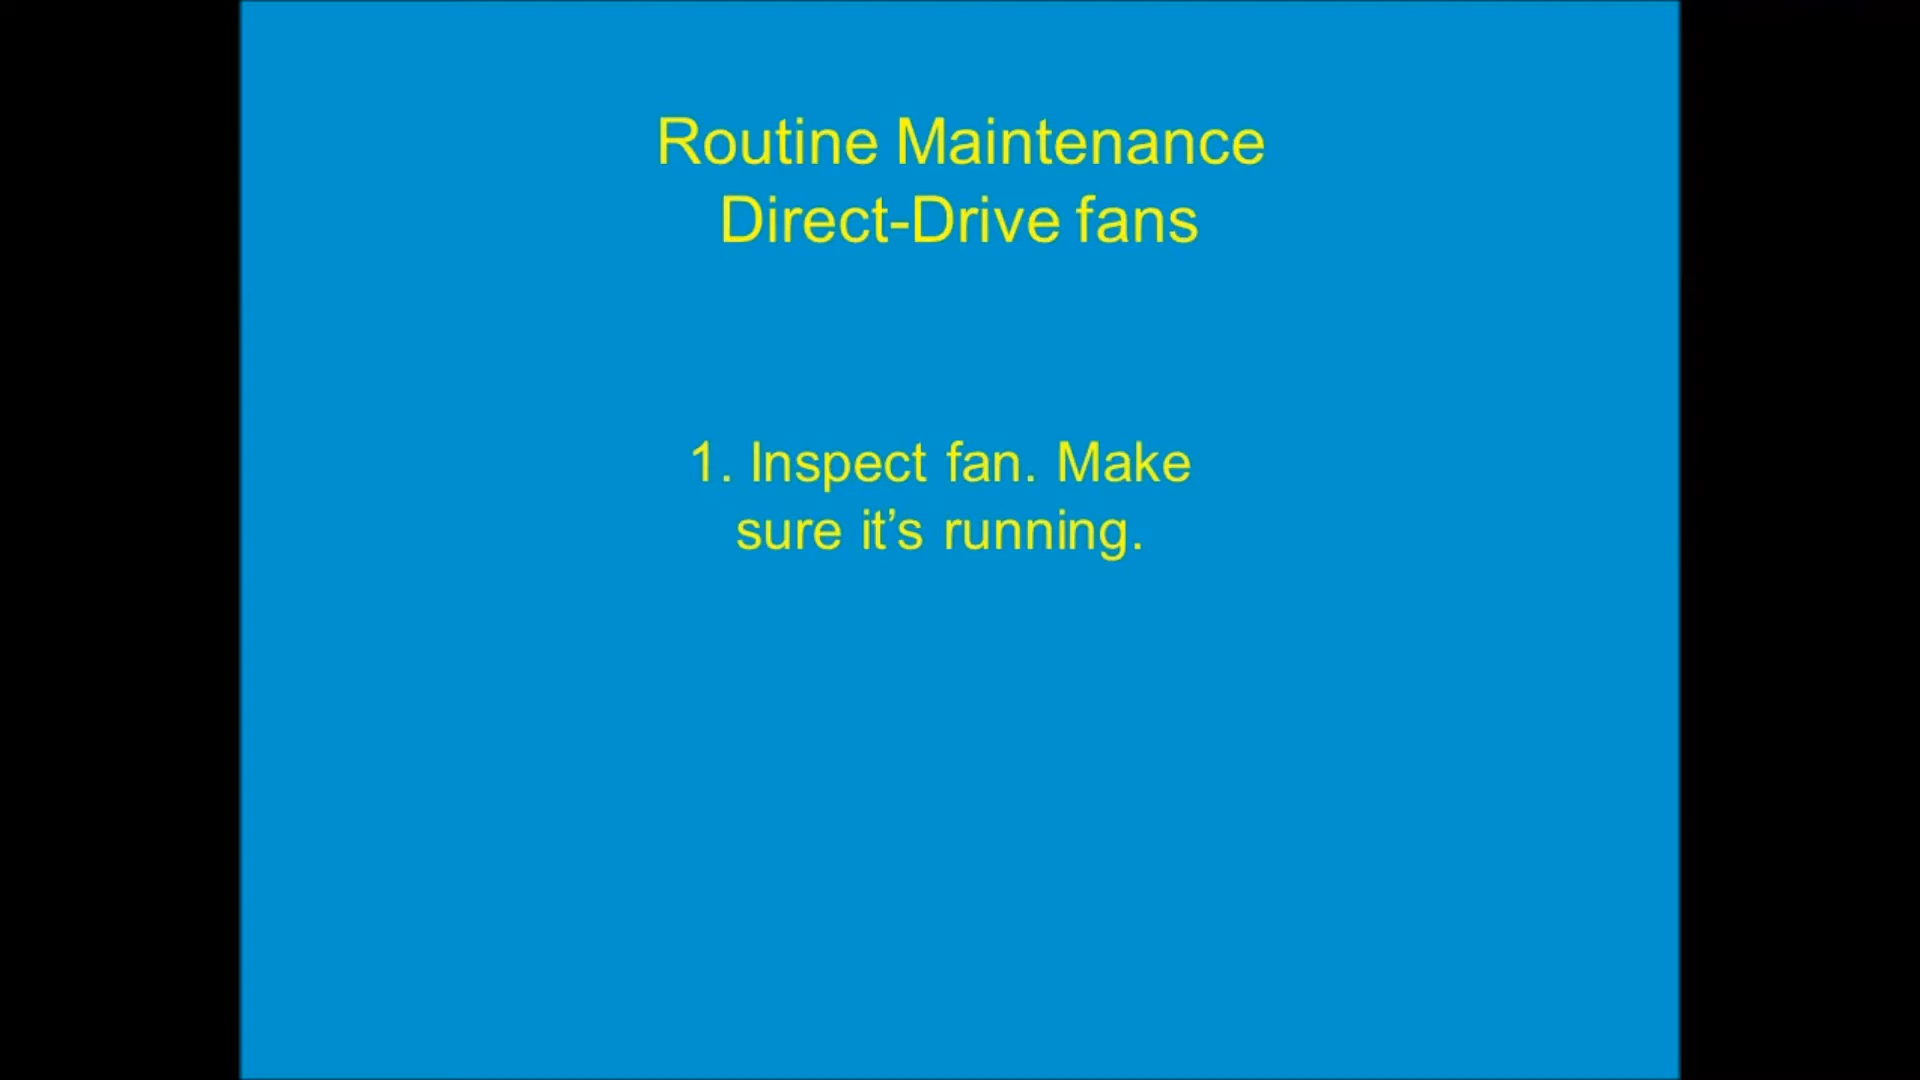 Routine Maintenance
Direct-Drive fans
1. Inspect fan. Make
sure it’s running.